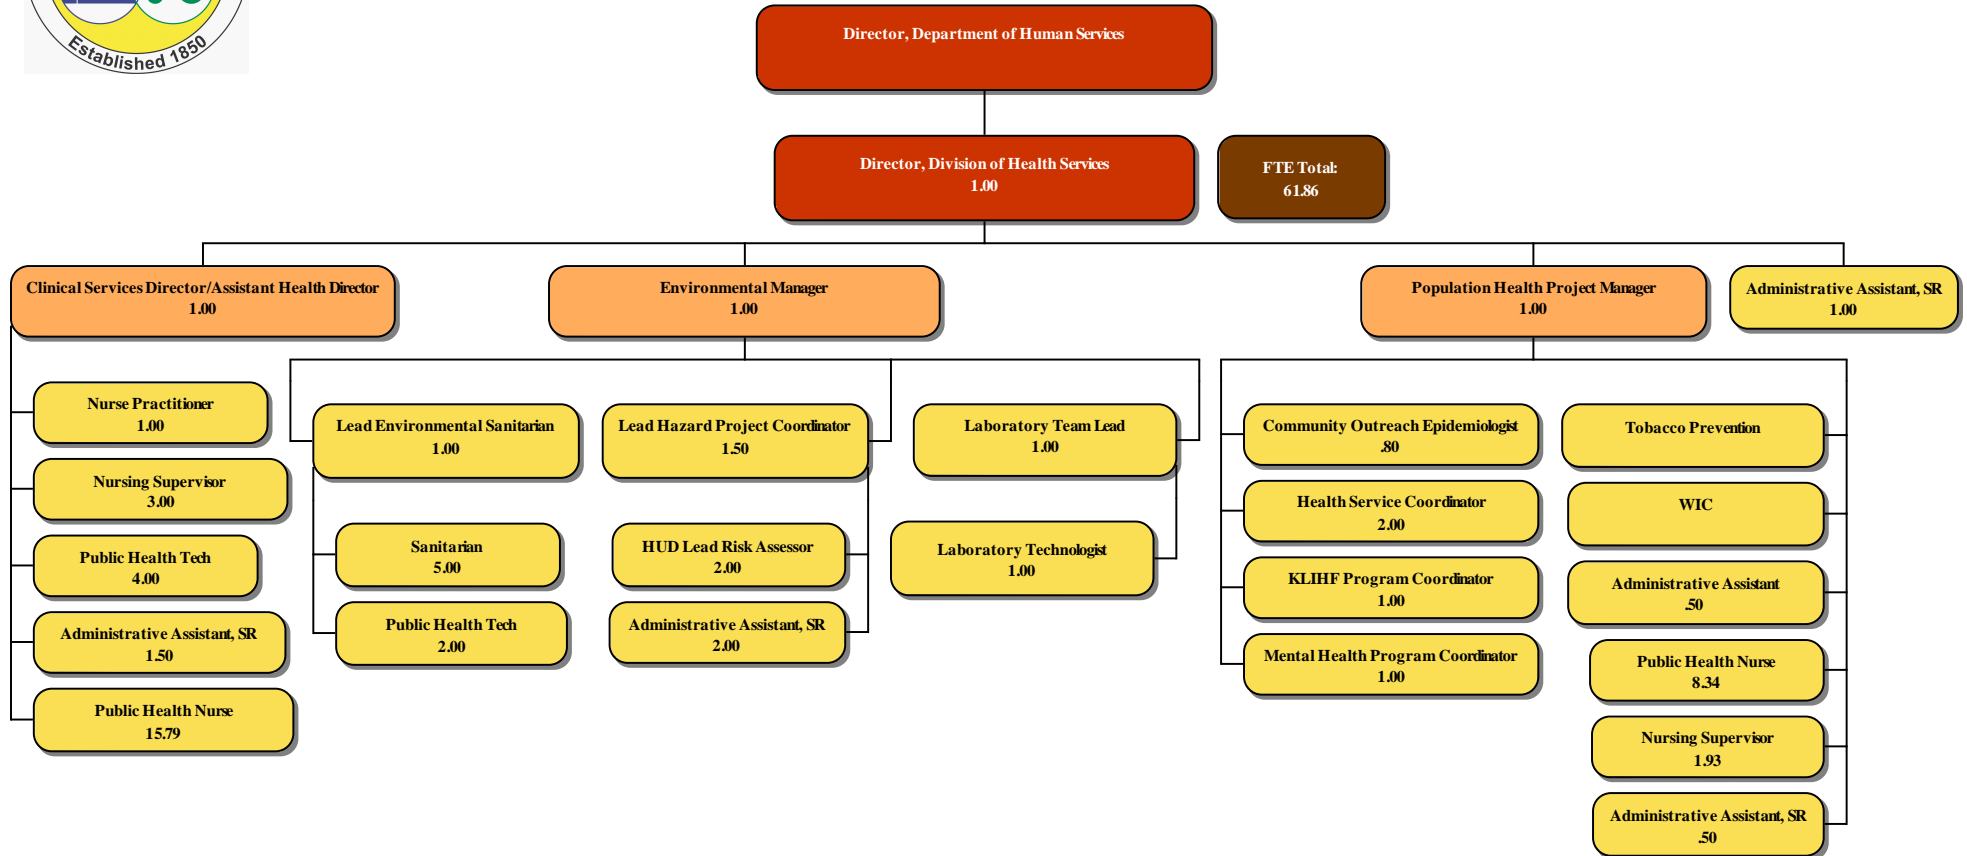 Established 1850
Director, Department of Human Services
Director, Division of Health Services
1.00
FTE Total:
61.86
Clinical Services Director/Assistant Health Director
1.00
Environmental Manager
1.00
Population Health Project Manager
1.00
Administrative Assistant, SR
1.00
Nurse Practitioner
1.00
Nursing Supervisor
3.00
Public Health Tech
4.00
Administrative Assistant, SR
1.50
Public Health Nurse
15.79
Lead Environmental Sanitarian
1.00
Sanitarian
5.00
Public Health Tech
2.00
Lead Hazard Project Coordinator
1.50
HUD Lead Risk Assessor
2.00
Administrative Assistant, SR
2.00
Laboratory Team Lead
1.00
Laboratory Technologist
1.00
Community Outreach Epidemiologist
.80
Health Service Coordinator
2.00
KLIHF Program Coordinator
1.00
Mental Health Program Coordinator
1.00
Tobacco Prevention
WIC
Administrative Assistant
.50
Public Health Nurse
8.34
Nursing Supervisor
1.93
Administrative Assistant, SR
.50